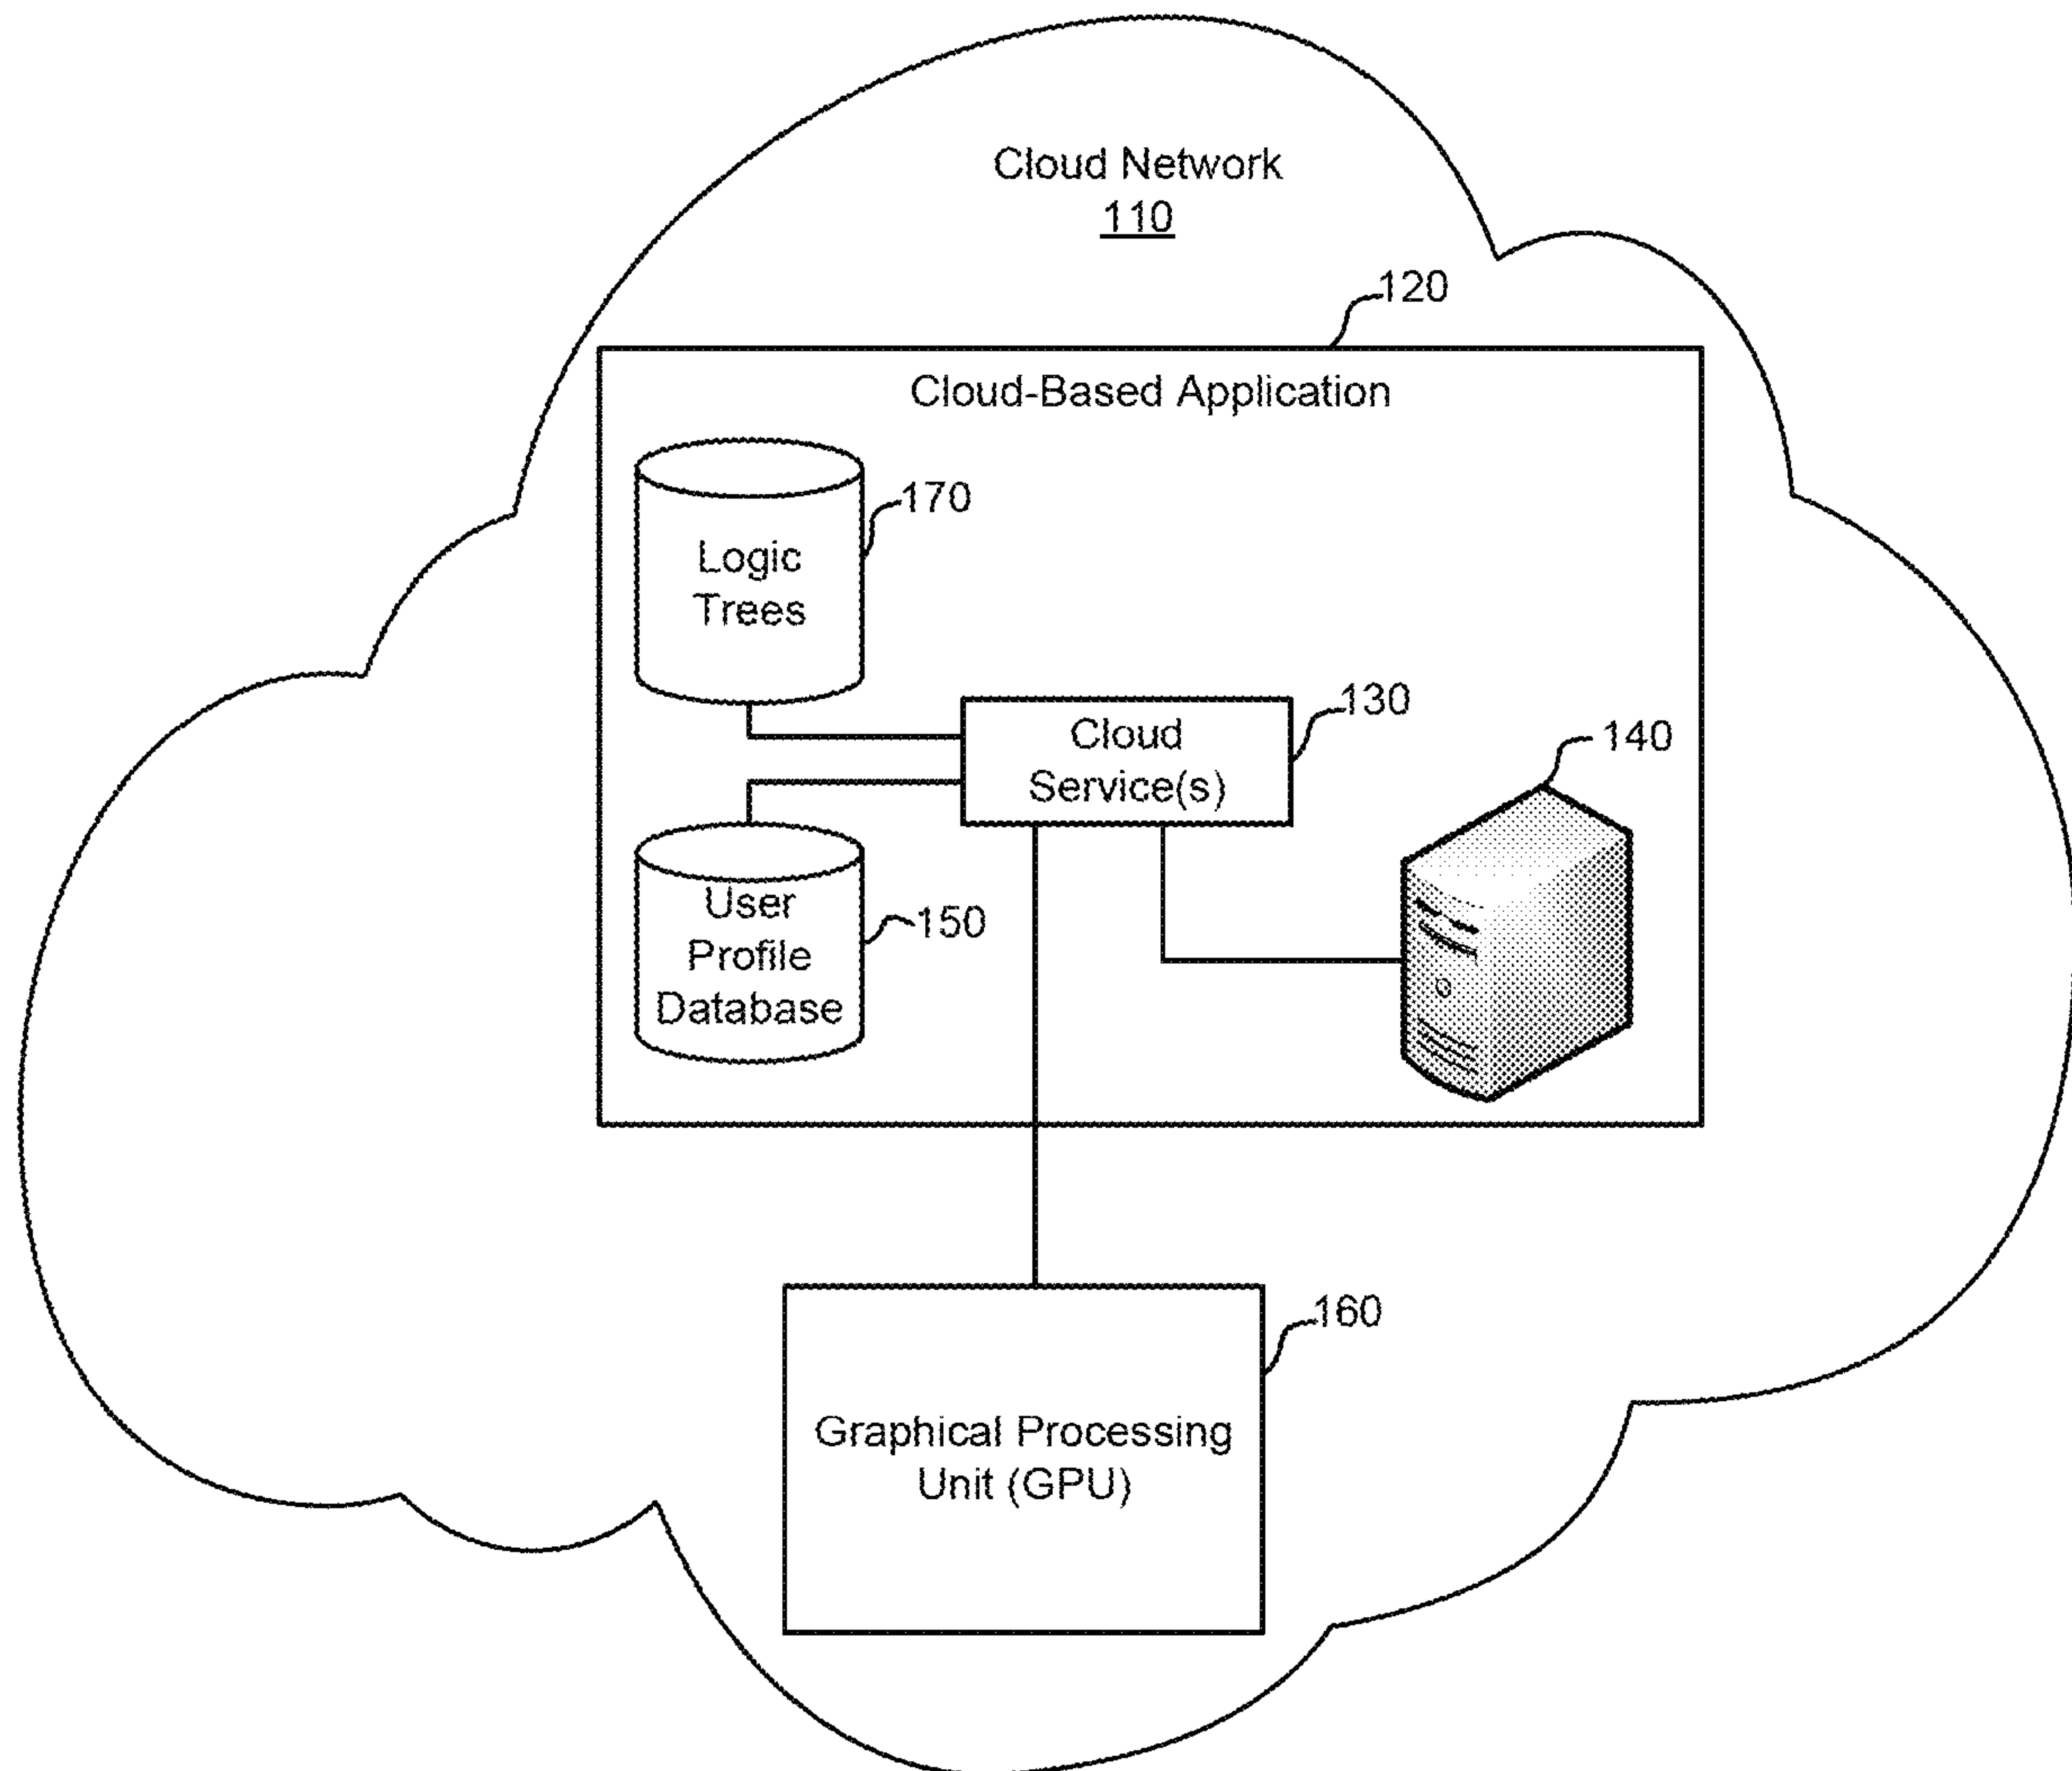 Cloud Network
110
120
Cloud-Based Application
170
Logic
Trees
130
Cloud
Service(s)
140
User
Profile
Database
150
160
Graphical Processing
Unit (GPU)